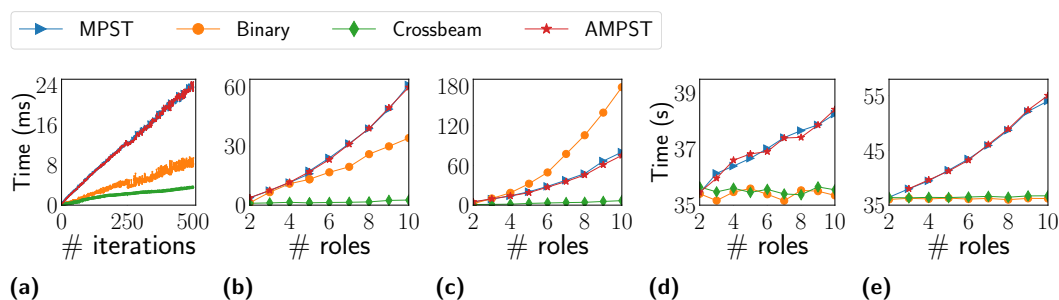 MPST Binary Crossbeam AMPST
Time (ms)
24
16
8
0
0 250 500
# iterations
(a)
60
30
0
2 4 6 8 10
# roles
(b)
180
120
60
0
2 4 6 8 10
# roles
(c)
Time (s)
39
37
35
2 4 6 8 10
# roles
(d)
55
45
35
2 4 6 8 10
# roles
(e)